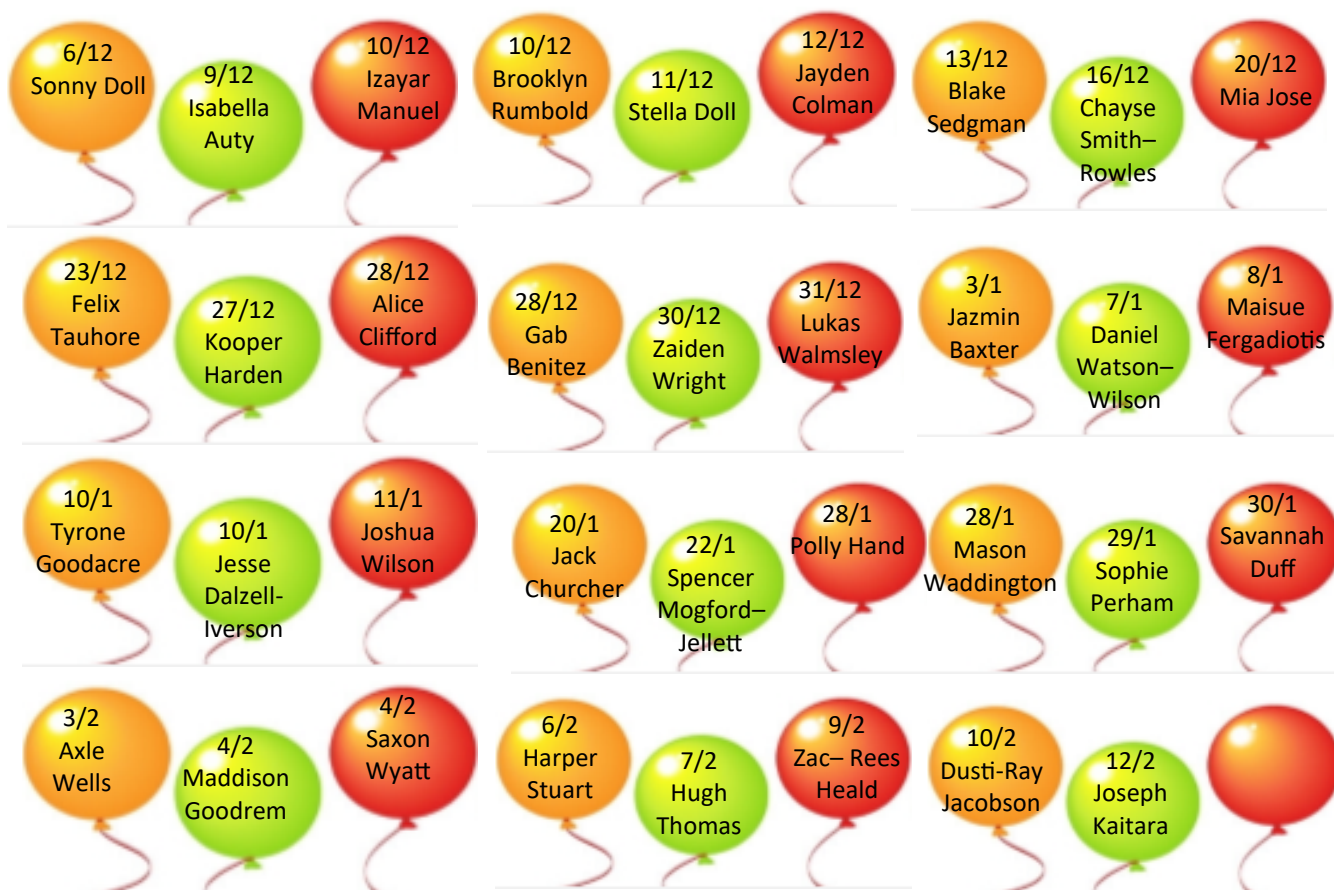 6/12
Sonny Doll
9/12
Isabella
Auty
10/12
Izayar
Manuel
10/12
Brooklyn
Rumbold
11/12
Stella Doll
12/12
Jayden
Colman
13/12
Blake
Sedgman
16/12
Chayse
Smith–
Rowles
20/12
Mia Jose
23/12
Felix
Tauhore
27/12
Kooper
Harden
28/12
Alice
Clifford
28/12
Gab
Benitez
30/12
Zaiden
Wright
31/12
Lukas
Walmsley
3/1
Jazmin
Baxter
7/1
Daniel
Watson–
Wilson
8/1
Maisue
Fergadiotis
10/1
Tyrone
Goodacre
10/1
Jesse
Dalzell-
Iverson
11/1
Joshua
Wilson
20/1
Jack
Churcher
22/1
Spencer
Mogford–
Jellett
28/1
Polly Hand
28/1
Mason
Waddington
29/1
Sophie
Perham
30/1
Savannah
Duff
3/2
Axle
Wells
4/2
Maddison
Goodrem
4/2
Saxon
Wyatt
6/2
Harper
Stuart
7/2
Hugh
Thomas
9/2
Zac– Rees
Heald
10/2
Dusti-Ray
Jacobson
12/2
Joseph
Kaitara